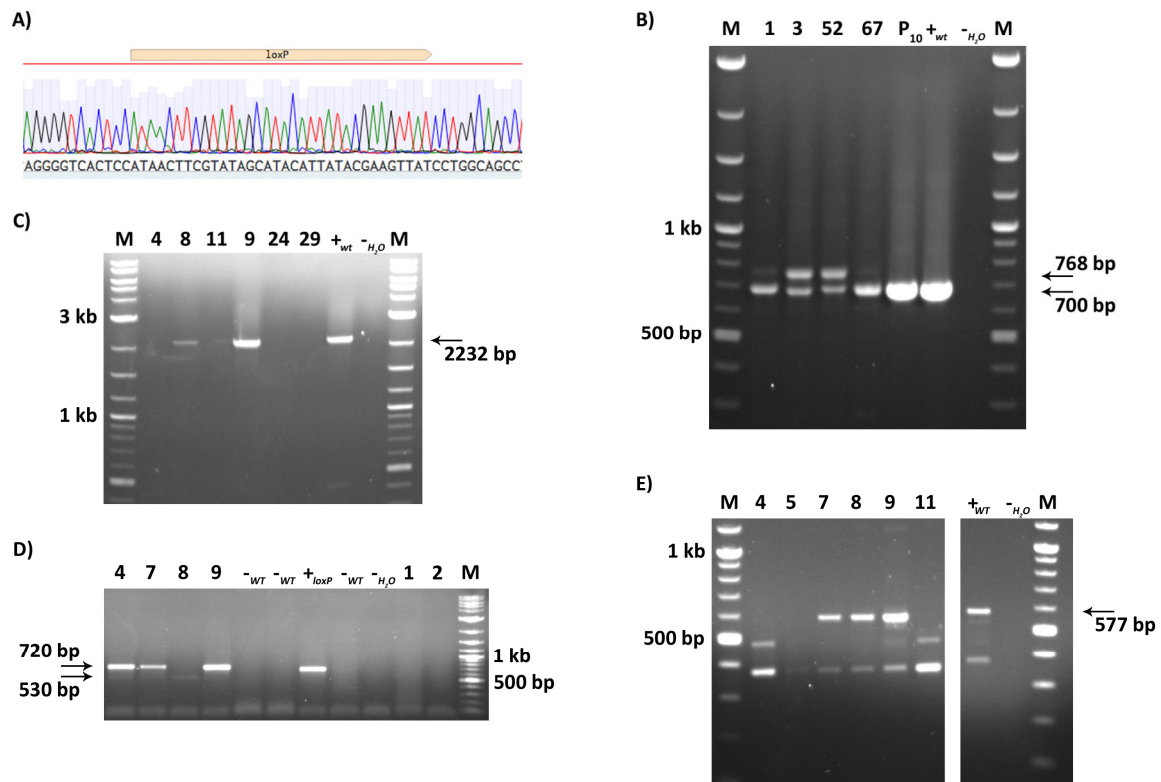 A)
loxP
AGGGGTCACTCCATAACTTCGTATAGCATACATTATACGAAGTTATCCTGGCAGCC
B)
M 1 3 52 67 P10 +wt -H2O M
1 kb
500 bp
768 bp
700 bp
C)
M 4 8 11 9 24 29 +wt -H2O M
3 kb
1 kb
2232 bp
D)
4 7 8 9 -WT -WT +loxP -WT -H2O 1 2 M
720 bp
530 bp
1 kb
500 bp
E)
M 4 5 7 8 9 11 +WT -H2O M
1 kb
500 bp
577 bp